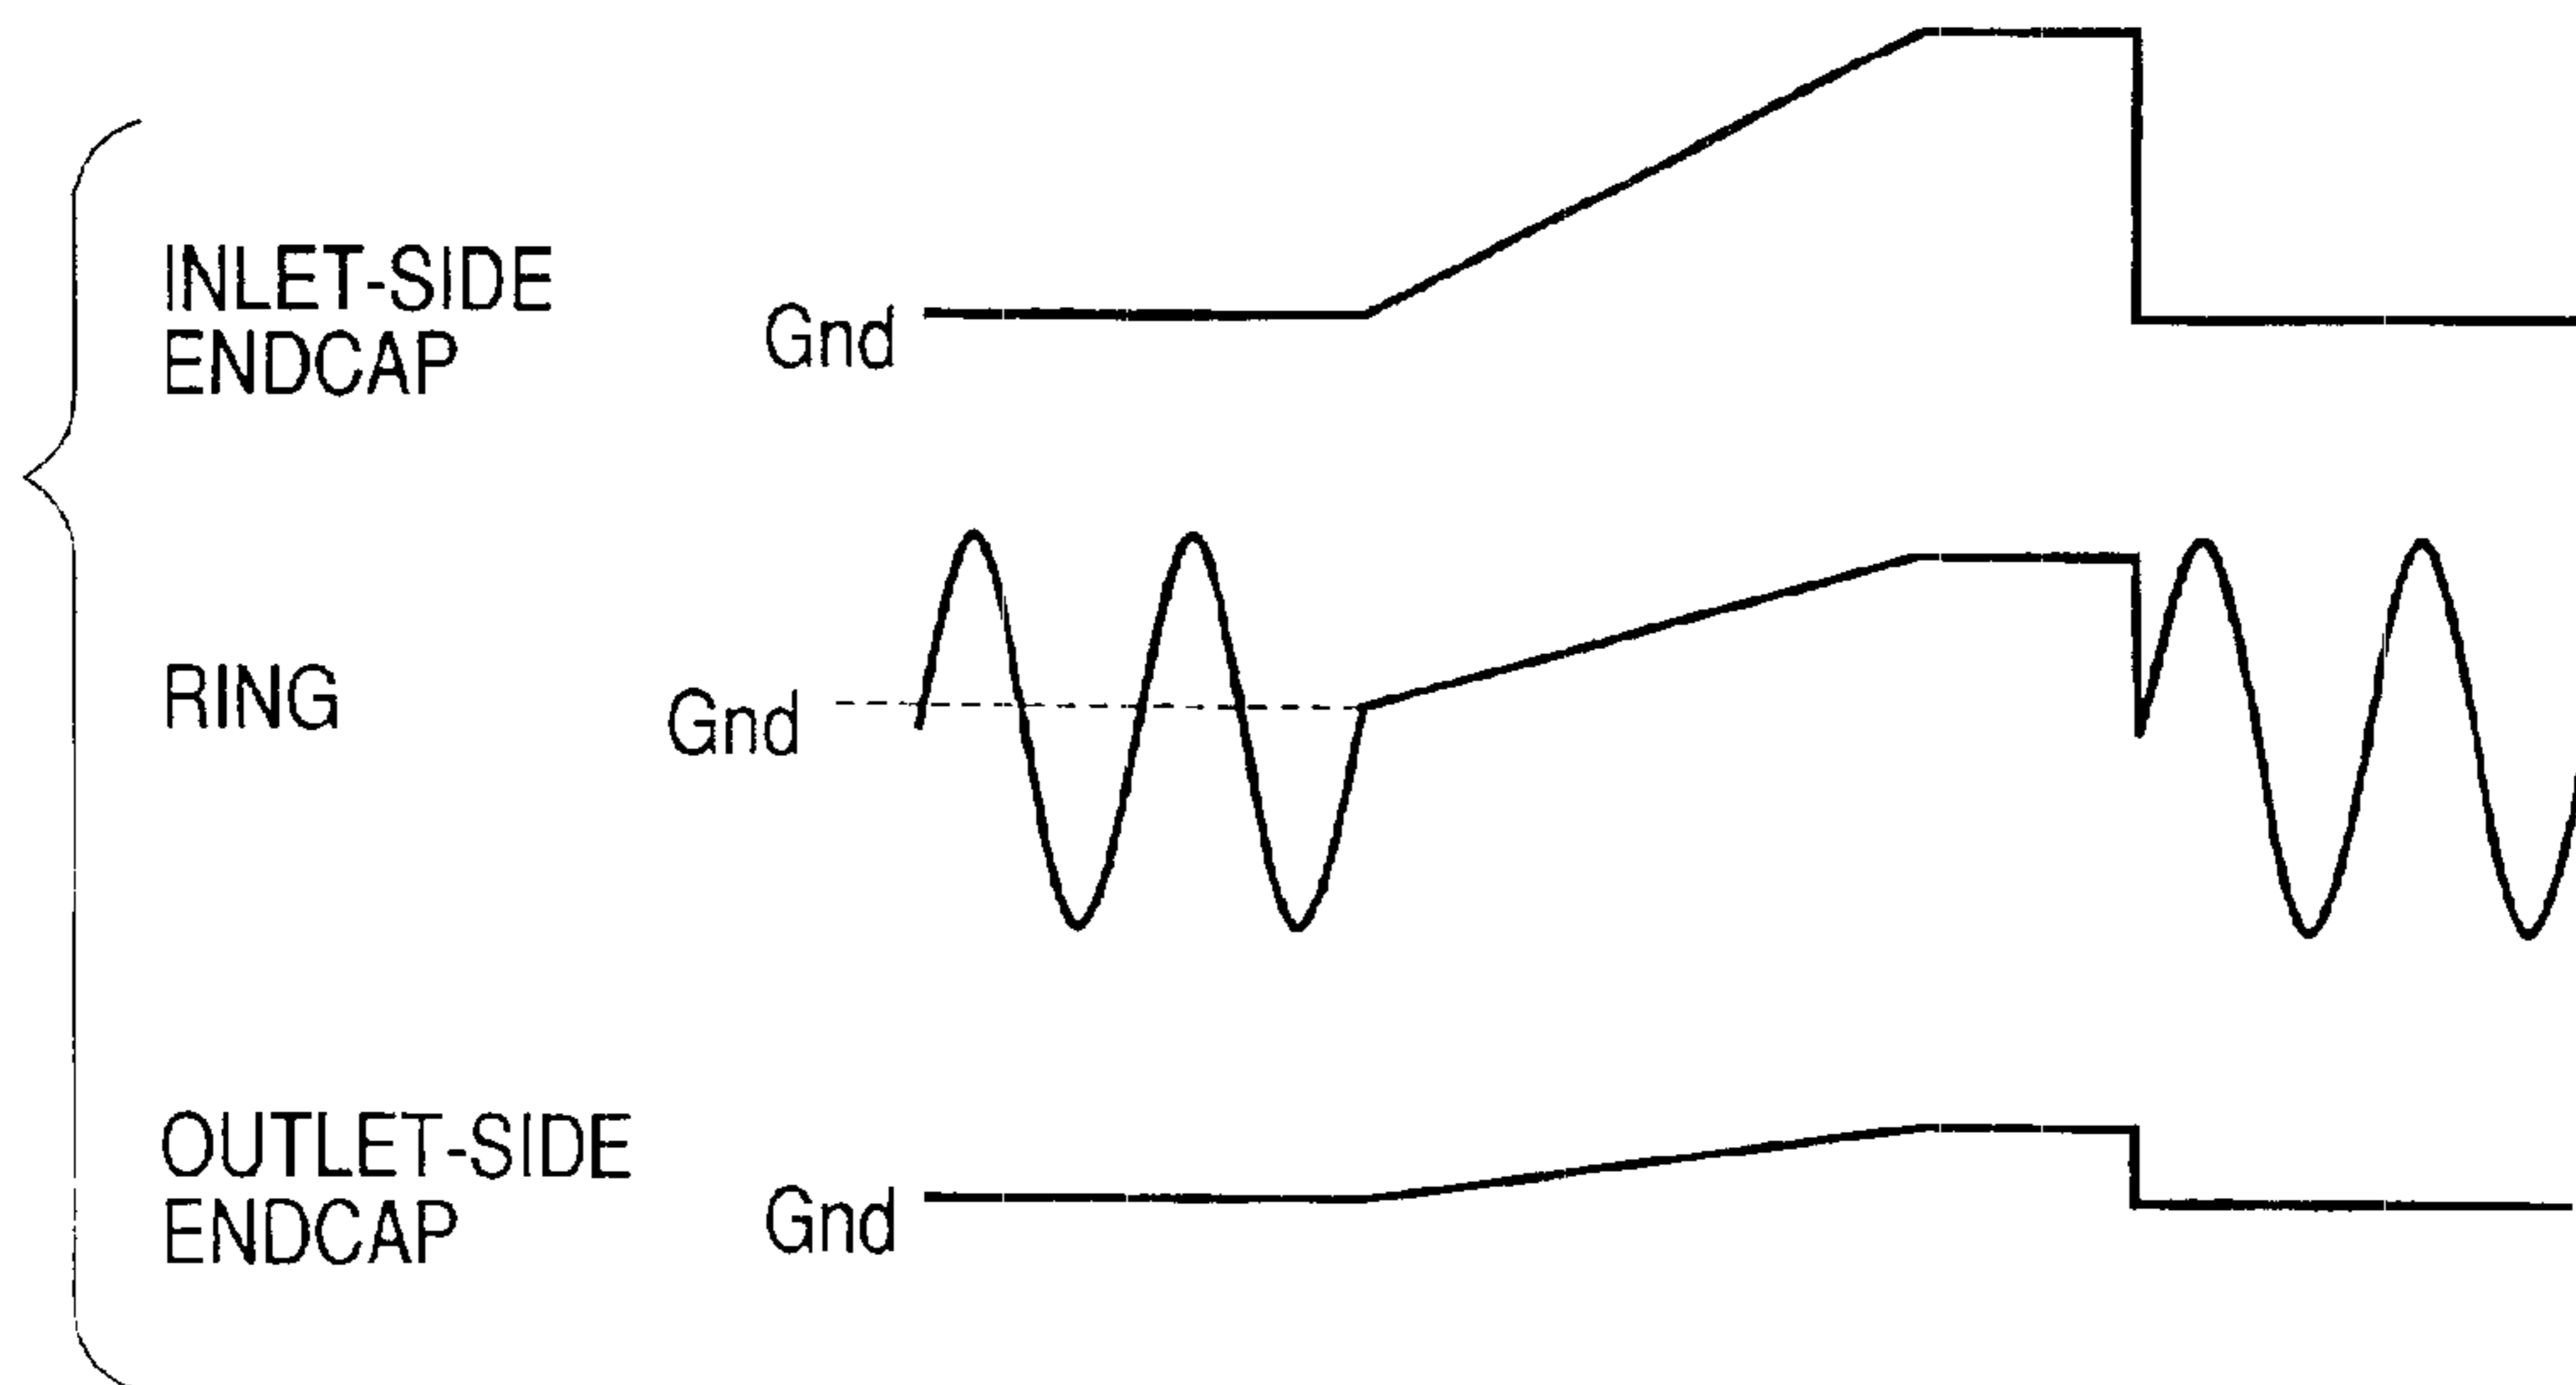 INLET-SIDE
ENDCAP
Gnd
RING
Gnd
OUTLET-SIDE
ENDCAP
Gnd